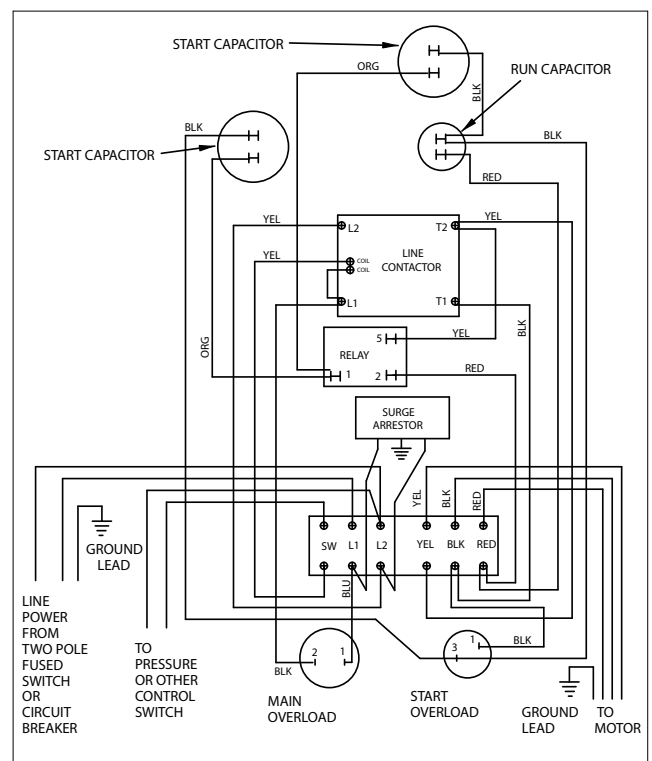 START CAPACITOR
ORG
RUN CAPACITOR
BLK
BLK
BLK
START CAPACITOR
RED
YEL
YEL
L2
T2
LINE
CONTACTOR
YEL
COIL
COIL
L1
T1
BLK
ORG
5
YEL
RELAY
1
2
RED
SURGE
ARRESTOR
YEL
BLK
RED
GROUND
LEAD
SW
L1
L2
YEL
BLK
RED
BLU
LINE
POWER
FROM
TWO POLE
FUSED
SWITCH
OR
CIRCUIT
BREAKER
TO
PRESSURE
OR OTHER
CONTROL
SWITCH
2
1
BLK
MAIN
OVERLOAD
3
1
BLK
START
OVERLOAD
GROUND
LEAD
TO
MOTOR